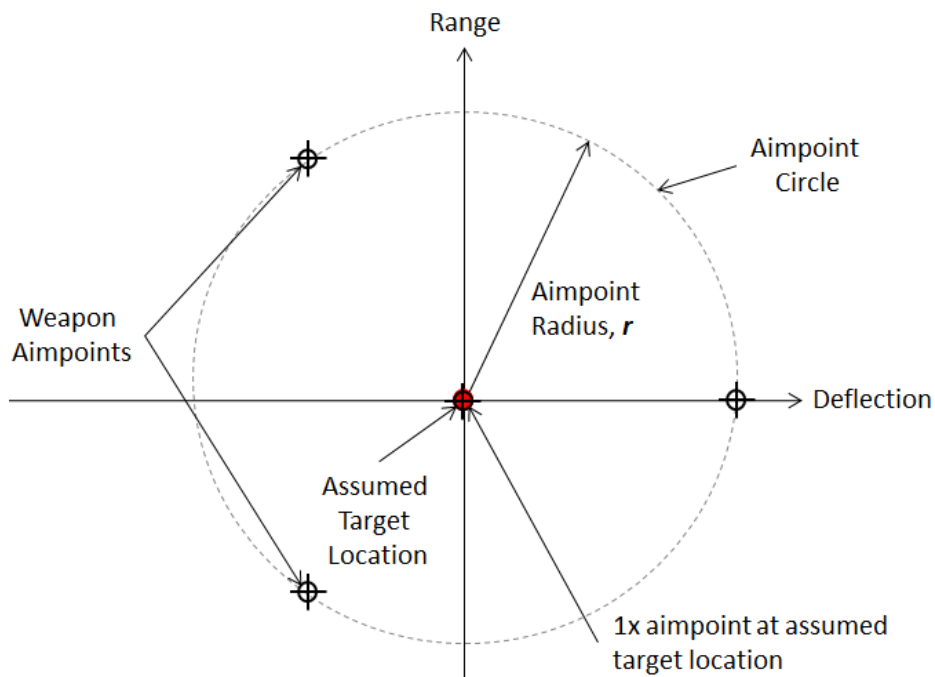 Range
Aimpoint
Circle
Aimpoint
Radius, r
Weapon
Aimpoints
Deflection
Assumed
Target
Location
1x aimpoint at assumed
target location